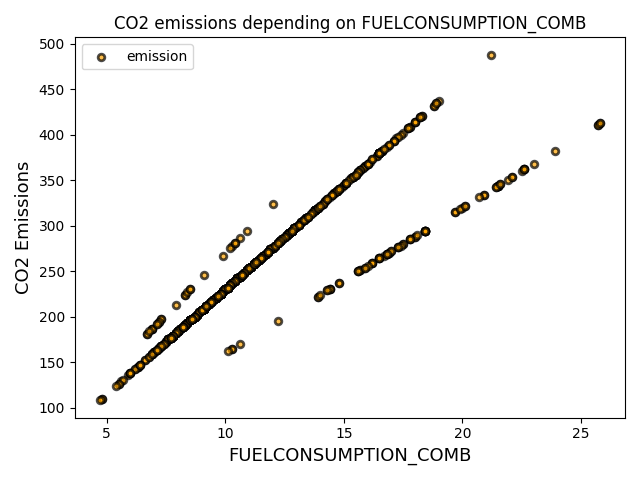 CO2 emissions depending on FUELCONSUMPTION_COMB
emission
500
450
400
350
300
250
200
150
100
CO2 Emissions
5 10 15 20 25
FUELCONSUMPTION_COMB